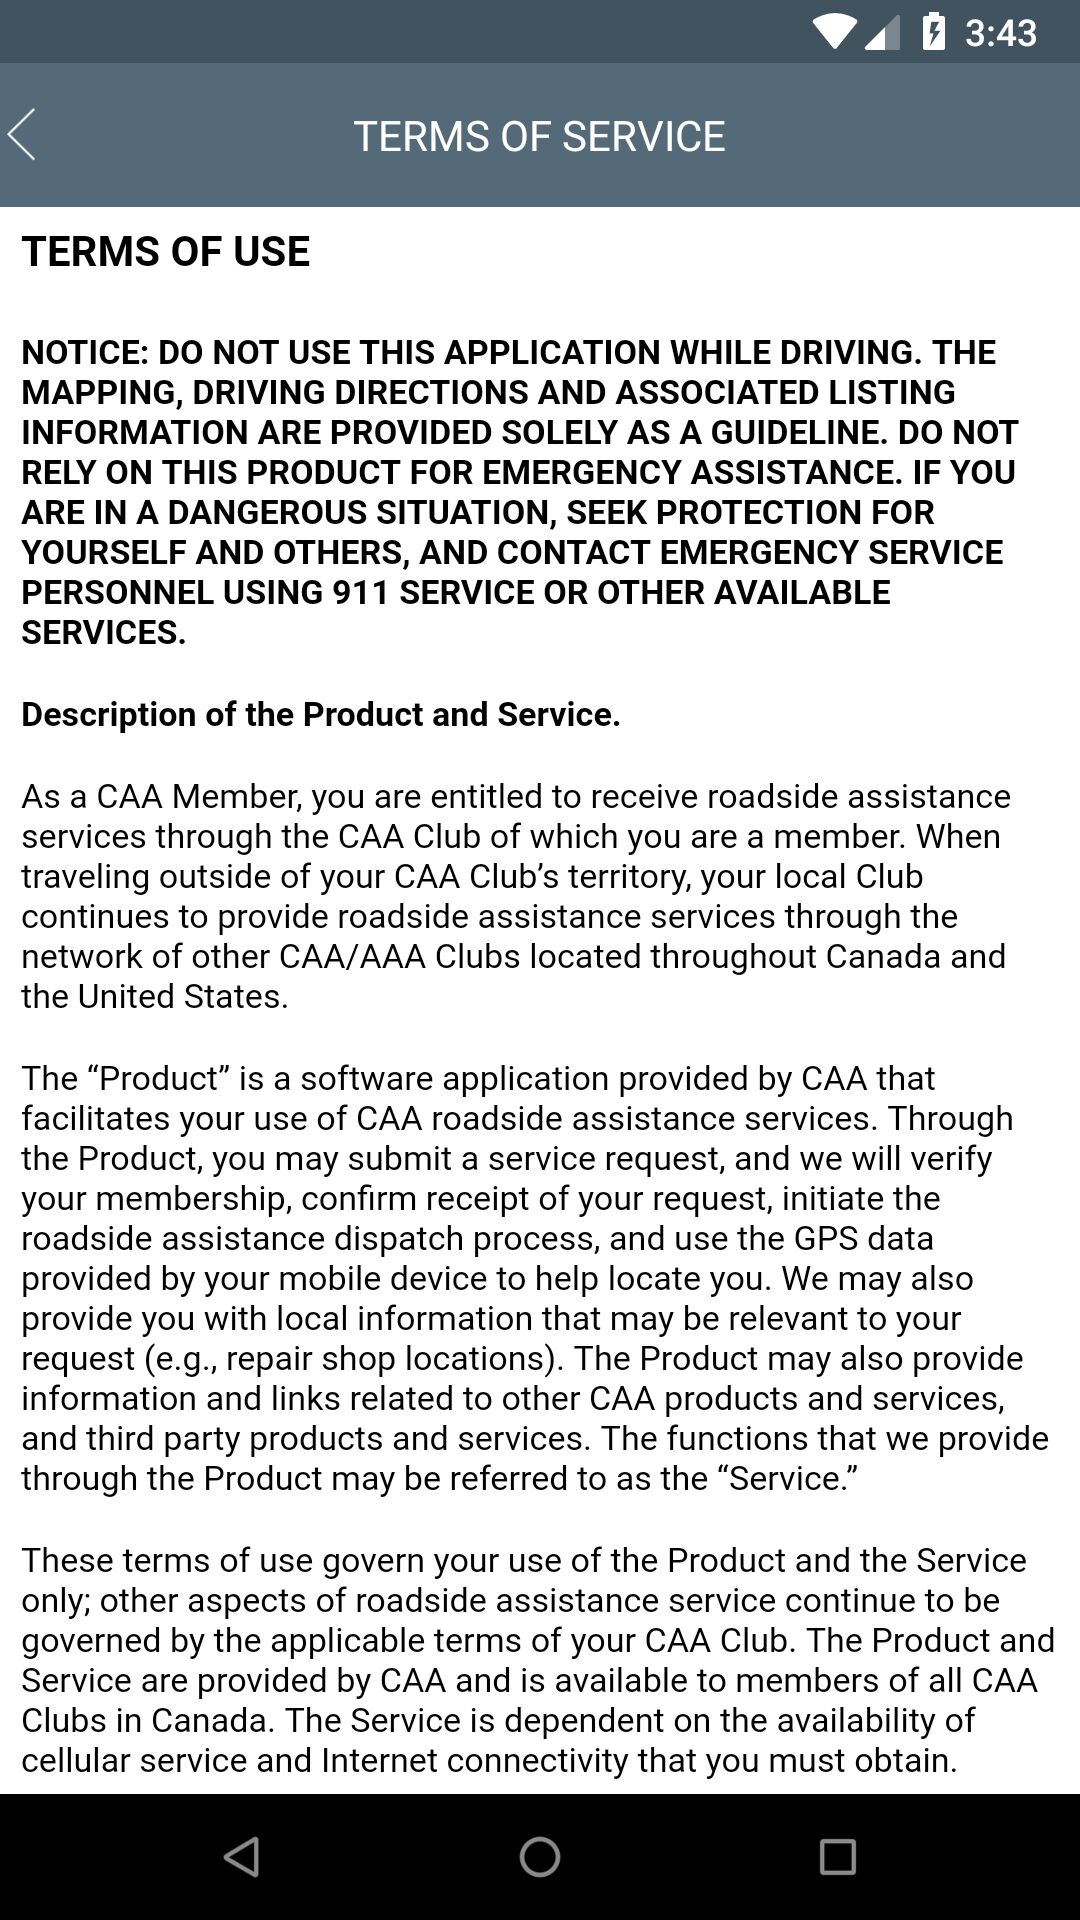 3:43
TERMS OF SERVICE
TERMS OF USE
NOTICE: DO NOT USE THIS APPLICATION WHILE DRIVING. THE
MAPPING, DRIVING DIRECTIONS AND ASSOCIATED LISTING
INFORMATION ARE PROVIDED SOLELY AS A GUIDELINE. DO NOT
RELY ON THIS PRODUCT FOR EMERGENCY ASSISTANCE. IF YOU
ARE IN A DANGEROUS SITUATION, SEEK PROTECTION FOR
YOURSELF AND OTHERS, AND CONTACT EMERGENCY SERVICE
PERSONNEL USING 911 SERVICE OR OTHER AVAILABLE
SERVICES.
Description of the Product and Service.
As a CAA Member, you are entitled to receive roadside assistance
services through the CAA Club of which you are a member. When
traveling outside of your CAA Club’s territory, your local Club
continues to provide roadside assistance services through the
network of other CAA/AAA Clubs located throughout Canada and
the United States.
The “Product” is a software application provided by CAA that
facilitates your use of CAA roadside assistance services. Through
the Product, you may submit a service request, and we will verify
your membership, confirm receipt of your request, initiate the
roadside assistance dispatch process, and use the GPS data
provided by your mobile device to help locate you. We may also
provide you with local information that may be relevant to your
request (e.g., repair shop locations). The Product may also provide
information and links related to other CAA products and services,
and third party products and services. The functions that we provide
through the Product may be referred to as the “Service.”
These terms of use govern your use of the Product and the Service
only; other aspects of roadside assistance service continue to be
governed by the applicable terms of your CAA Club. The Product and
Service are provided by CAA and is available to members of all CAA
Clubs in Canada. The Service is dependent on the availability of
cellular service and Internet connectivity that you must obtain.